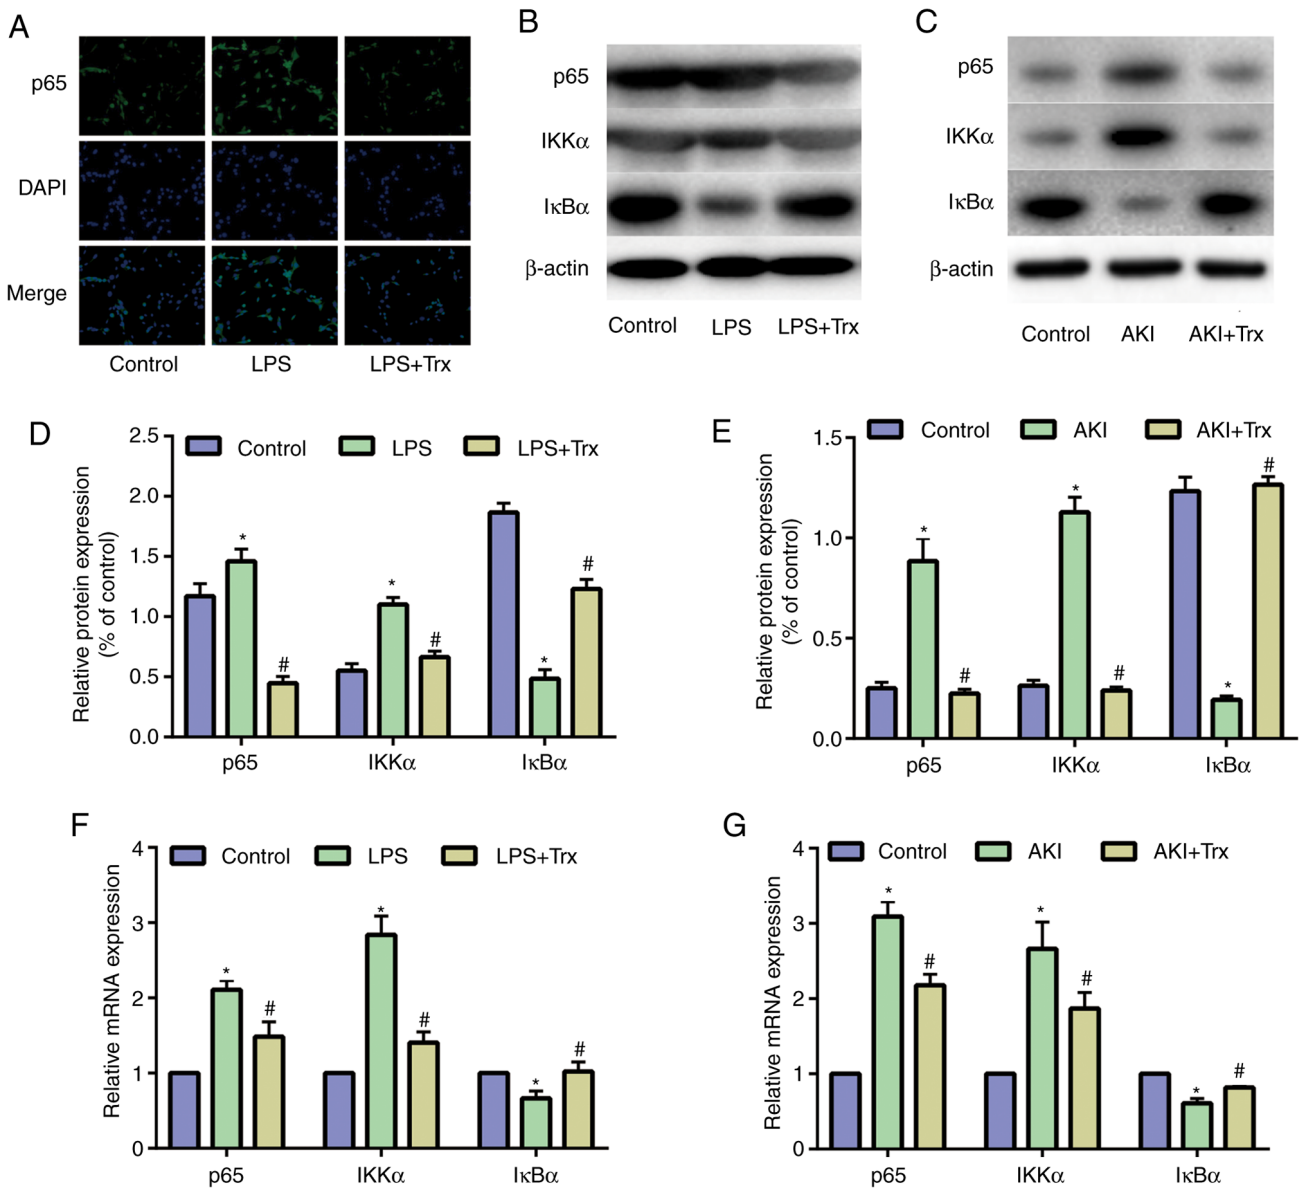 A
p65
DAPI
Merge
Control LPS LPS+Trx
B
p65
IKKα
IκBα
β-actin
Control LPS LPS+Trx
C
p65
IKKα
IκBα
β-actin
Control AKI AKI+Trx
D
Relative protein expression
(% of control)
2.5
2.0
1.5
1.0
0.5
0.0
Control LPS LPS+Trx
* # * # * #
p65 IKKα IκBα
E
Relative protein expression
(% of control)
1.5
1.0
0.5
0.0
Control AKI AKI+Trx
* # * # * #
p65 IKKα IκBα
F
Relative mRNA expression
4
3
2
1
0
Control LPS LPS+Trx
* # * # * #
p65 IKKα IκBα
G
Relative mRNA expression
4
3
2
1
0
Control AKI AKI+Trx
* # * # * #
p65 IKKα IκBα